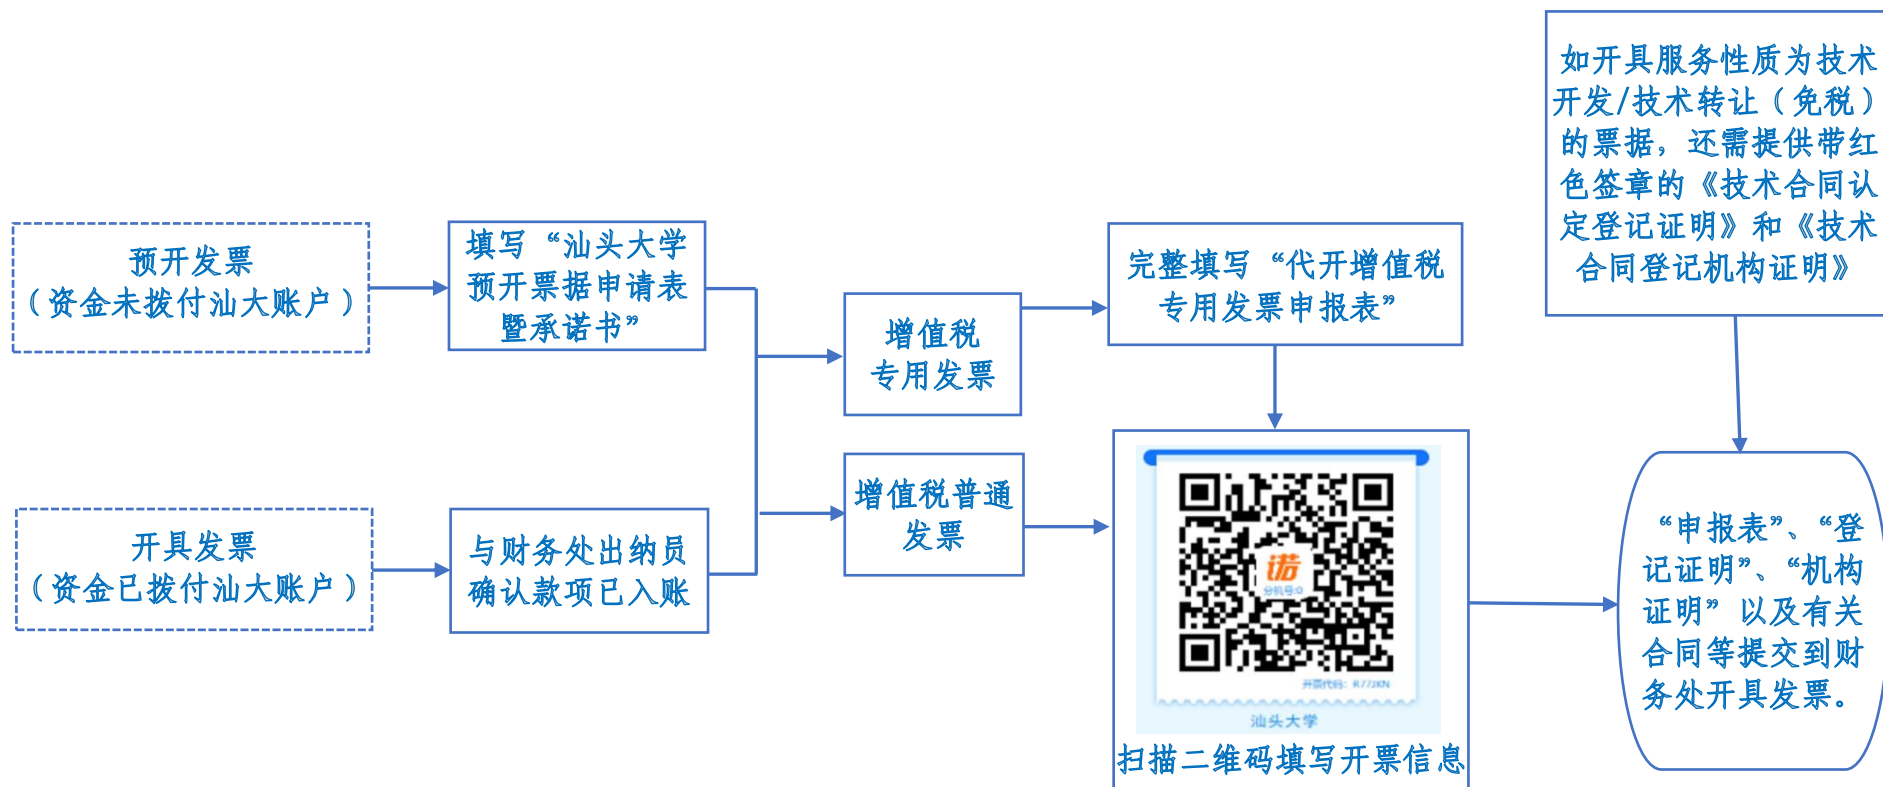 预开发票
（资金未拨付汕大账户）
填写“汕头大学
预开票据申请表
暨承诺书”
开具发票
（资金已拨付汕大账户）
与财务处出纳员
确认款项已入账
增值税
专用发票
增值税普通
发票
完整填写“代开增值税
专用发票申报表”
诺
分机号:0
开票代码：R772KN
汕头大学
扫描二维码填写开票信息
如开具服务性质为技术
开发/技术转让（免税）
的票据，还需提供带红
色签章的《技术合同认
定登记证明》和《技术
合同登记机构证明》
“申报表”、“登
记证明”、“机构
证明”以及有关
合同等提交到财
务处开具发票。